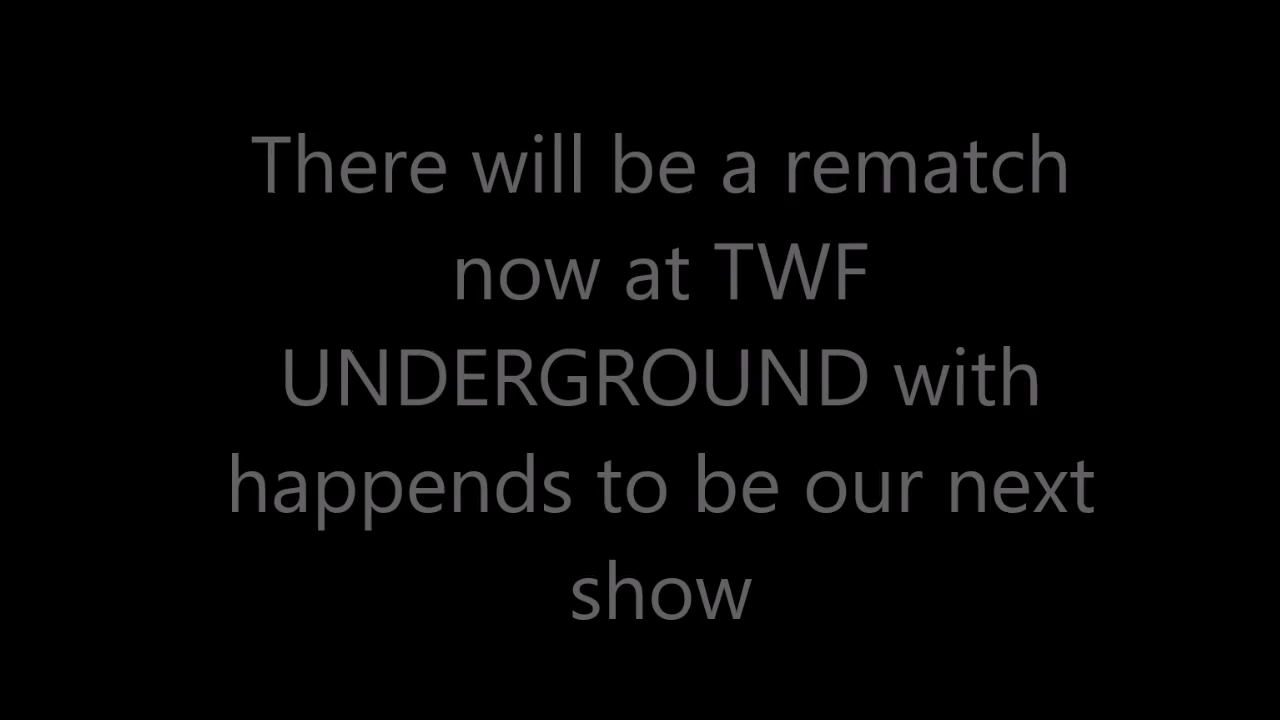 There will be a rematch
now at TWF
UNDERGROUND with
happends to be our next
show